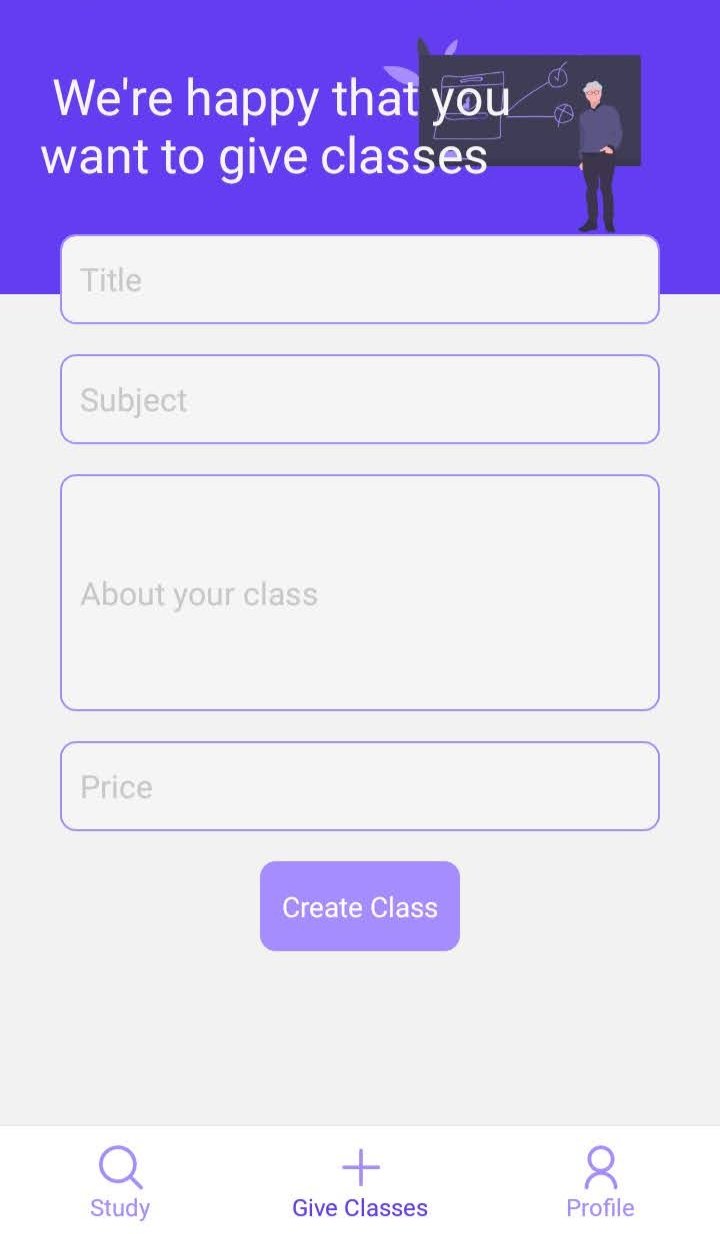 We're happy that you
want to give classes
Title
Subject
About your class
Price
Create Class
Study
Give Classes
Profile